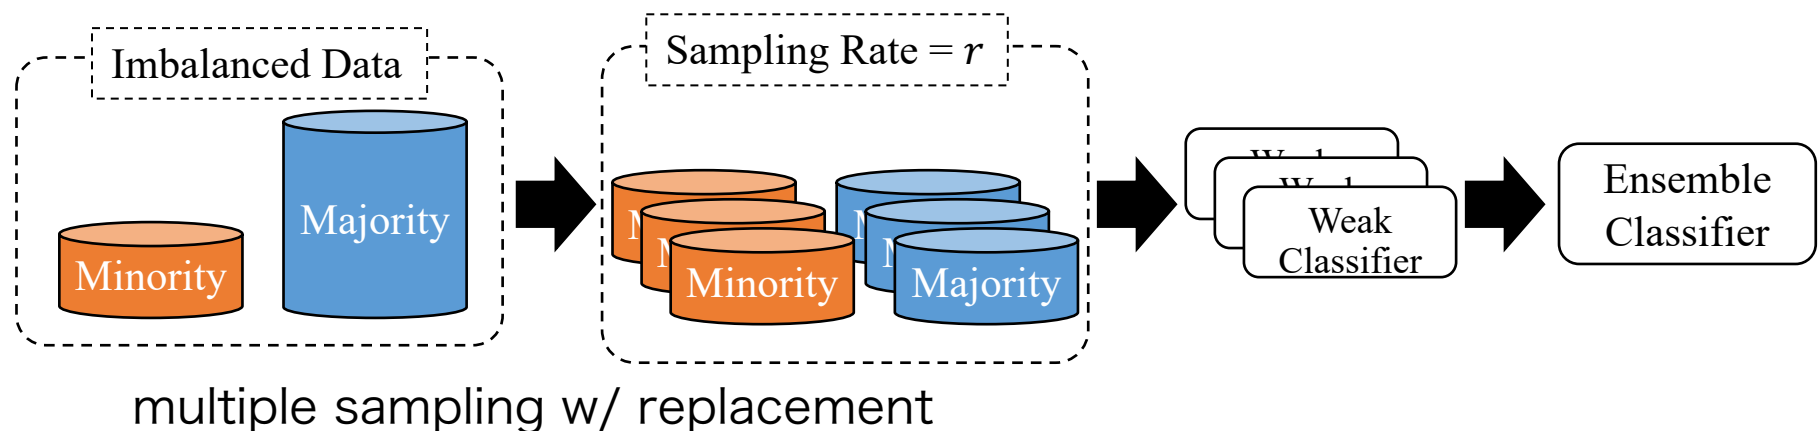 Imbalanced Data
Sampling Rate = r
Minority
Majority
Minority
Majority
Weak
Classifier
Ensemble
Classifier
multiple sampling w/ replacement